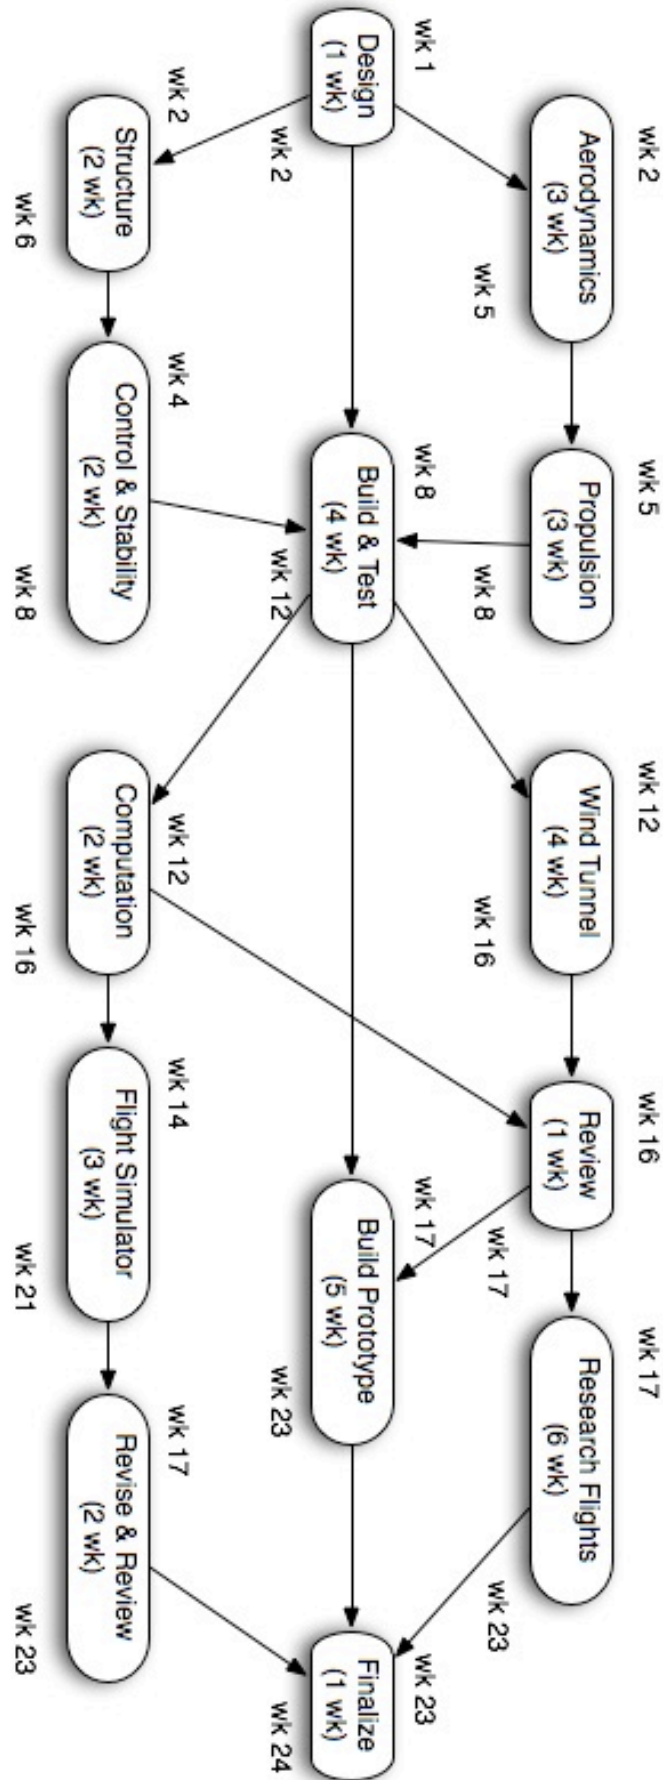 wk 1
Design
(1 wk)
wk 2
wk 2
Aerodynamics
(3 wk)
wk 5
wk 5
Propulsion
(3 wk)
wk 8
wk 2
Structure
(2 wk)
wk 6
wk 4
Control & Stability
(2 wk)
wk 8
wk 8
Build & Test
(4 wk)
wk 12
wk 12
Wind Tunnel
(4 wk)
wk 16
wk 16
Review
(1 wk)
wk 17
wk 17
Research Flights
(6 wk)
wk 23
wk 17
Build Prototype
(5 wk)
wk 23
wk 12
Computation
(2 wk)
wk 16
wk 14
Flight Simulator
(3 wk)
wk 21
wk 17
Revise & Review
(2 wk)
wk 23
wk 23
Finalize
(1 wk)
wk 24